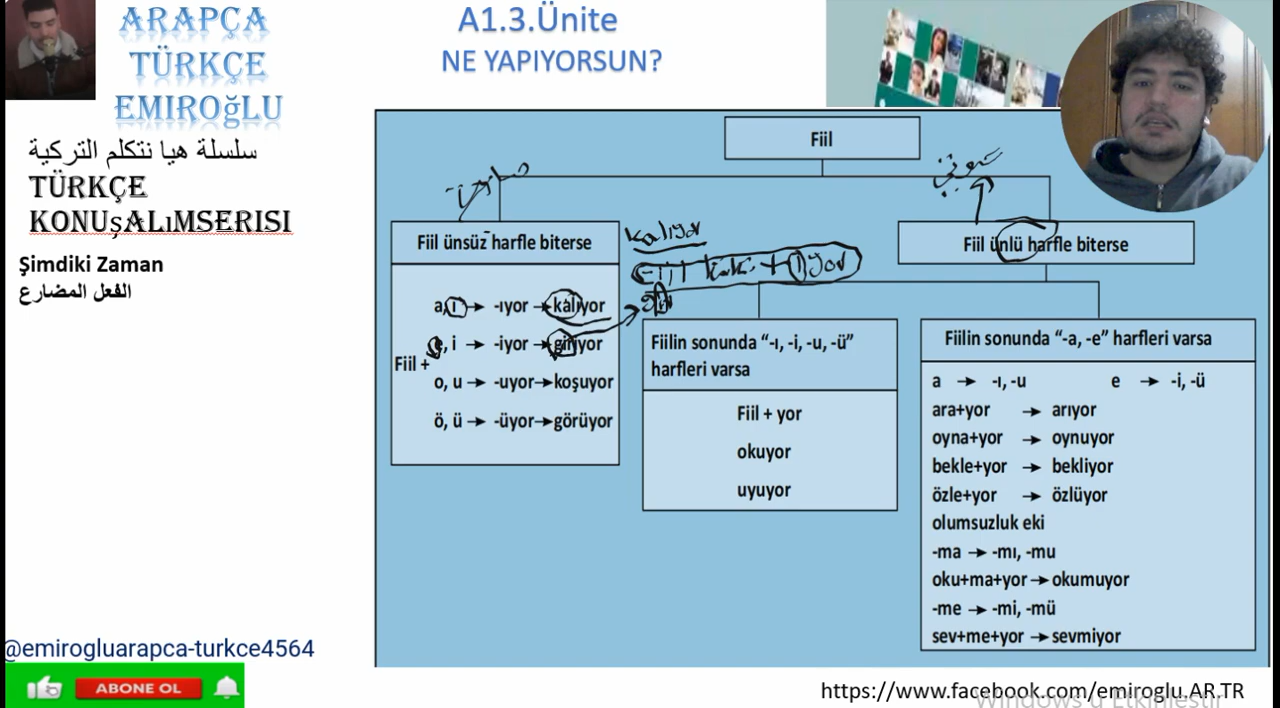 ARAPÇA
TÜRKÇE
EMIROğLU
سلسلة هيا نتكلم التركية
TÜRKÇE
KONUşALıMSERISI
Şimdiki Zaman
الفعل المضارع
A1.3.Ünite
NE YAPIYORSUN?
Fiil
Fiil ünsüz harfle biterse
a, ı → -ıyor → kalıyor
e, i → -iyor → giriyor
Fiil +
o, u → -uyor → koşuyor
ö, ü → -üyor → görüyor
kalıyor
Fiil ünlü harfle biterse
Fiilin sonunda “-ı, -i, -u, -ü”
harfleri varsa
Fiil + yor
okuyor
uyuyor
Fiilin sonunda “-a, -e” harfleri varsa
a → -ı, -u e → -i, -ü
ara+yor → arıyor
oyna+yor → oynuyor
bekle+yor → bekliyor
özle+yor → özlüyor
olumsuzluk eki
-ma → -mı, -mu
oku+ma+yor → okumuyor
-me → -mi, -mü
sev+me+yor → sevmiyor
@emirogluarapca-turkce4564
ABONE OL
https://www.facebook.com/emiroglu.AR.TR
Windows'u Etkinleştir